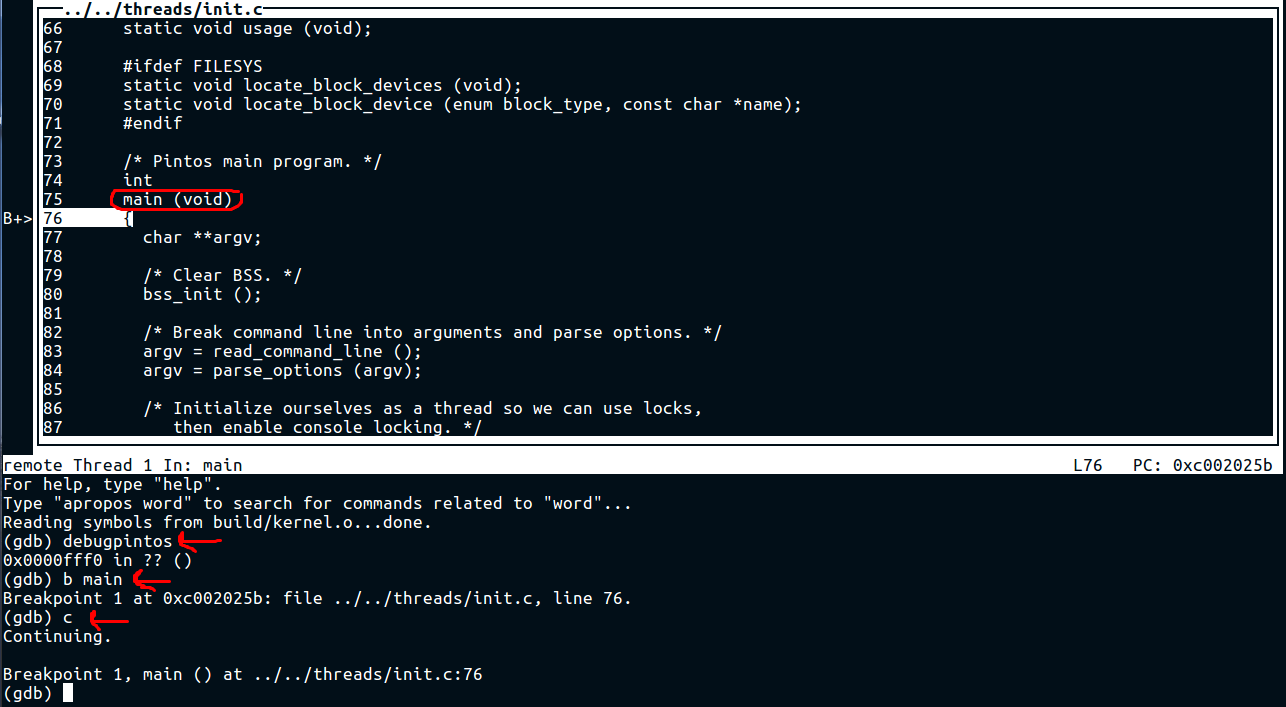 ../../threads/init.c
66 static void usage (void);
67
68 #ifdef FILESYS
69 static void locate_block_devices (void);
70 static void locate_block_device (enum block_type, const char *name);
71 #endif
72
73 /* Pintos main program. */
74 int
75 main (void)
B+> 76 {
77 char **argv;
78
79 /* Clear BSS. */
80 bss_init ();
81
82 /* Break command line into arguments and parse options. */
83 argv = read_command_line ();
84 argv = parse_options (argv);
85
86 /* Initialize ourselves as a thread so we can use locks,
87 then enable console locking. */
remote Thread 1 In: main L76 PC: 0xc002025b
For help, type "help".
Type "apropos word" to search for commands related to "word"...
Reading symbols from build/kernel.o...done.
(gdb) debugpintos
0x0000fff0 in ?? ()
(gdb) b main
Breakpoint 1 at 0xc002025b: file ../../threads/init.c, line 76.
(gdb) c
Continuing.
Breakpoint 1, main () at ../../threads/init.c:76
(gdb)